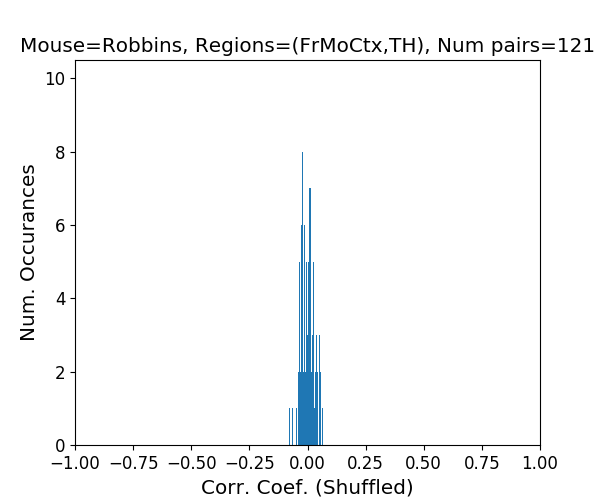 Mouse=Robbins, Regions=(FrMoCtx,TH), Num pairs=121
10
8
6
4
2
0
Num. Occurances
−1.00 −0.75 −0.50 −0.25 0.00 0.25 0.50 0.75 1.00
Corr. Coef. (Shuffled)